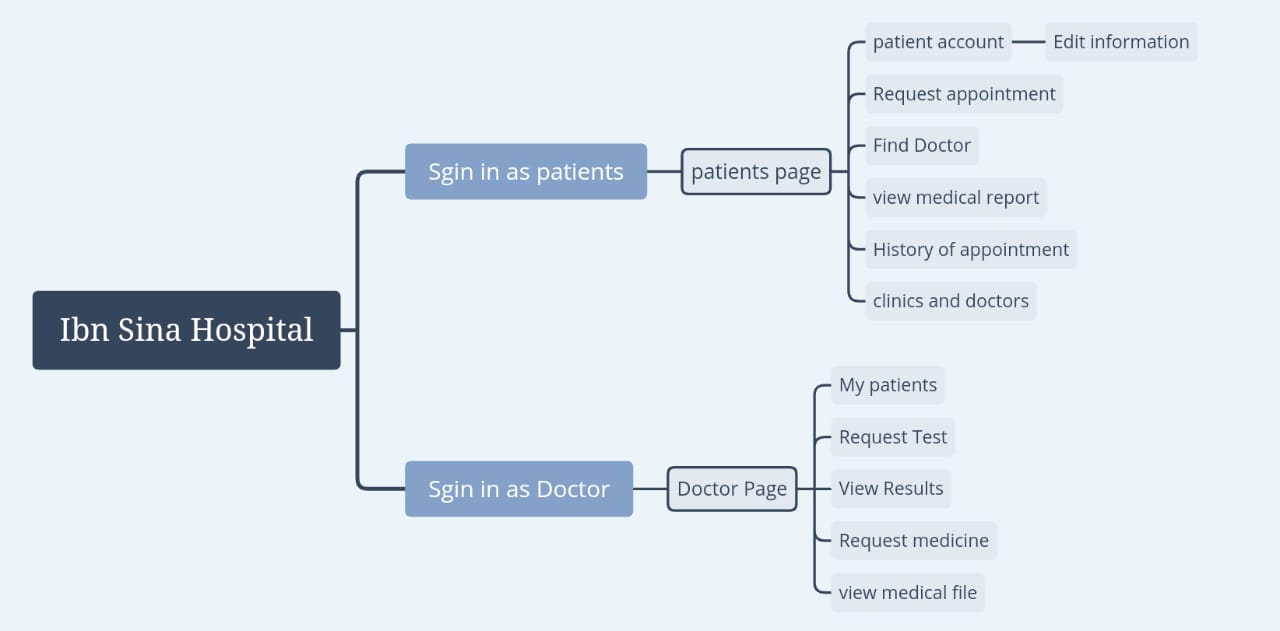 Ibn Sina Hospital
Sgin in as patients
patients page
patient account
Edit information
Request appointment
Find Doctor
view medical report
History of appointment
clinics and doctors
Sgin in as Doctor
Doctor Page
My patients
Request Test
View Results
Request medicine
view medical file